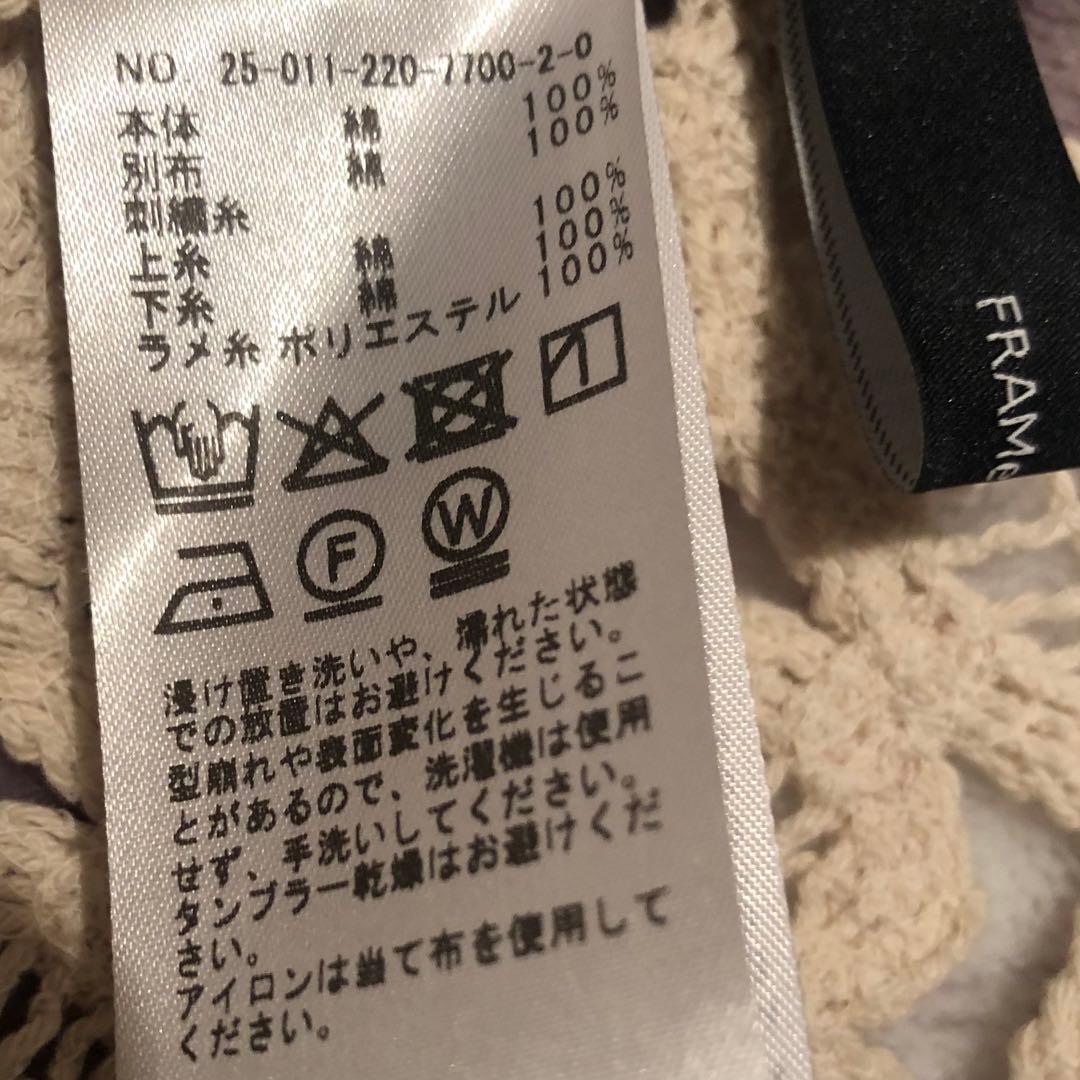 NO. 25-011-220-7700-2-0
本体 綿 100%
別布 綿 100%
刺繍糸
上糸 綿 100%
下糸 綿 100%
ラメ糸 ポリエステル 100%
F
W
浸け置き洗いや、濡れた状態
での放置はお避けください。
型崩れや表面変化を生じるこ
とがあるので、洗濯機は使用
せず、手洗いしてください。
タンブラー乾燥はお避けくだ
さい。
アイロンは当て布を使用して
ください。
FRAMe